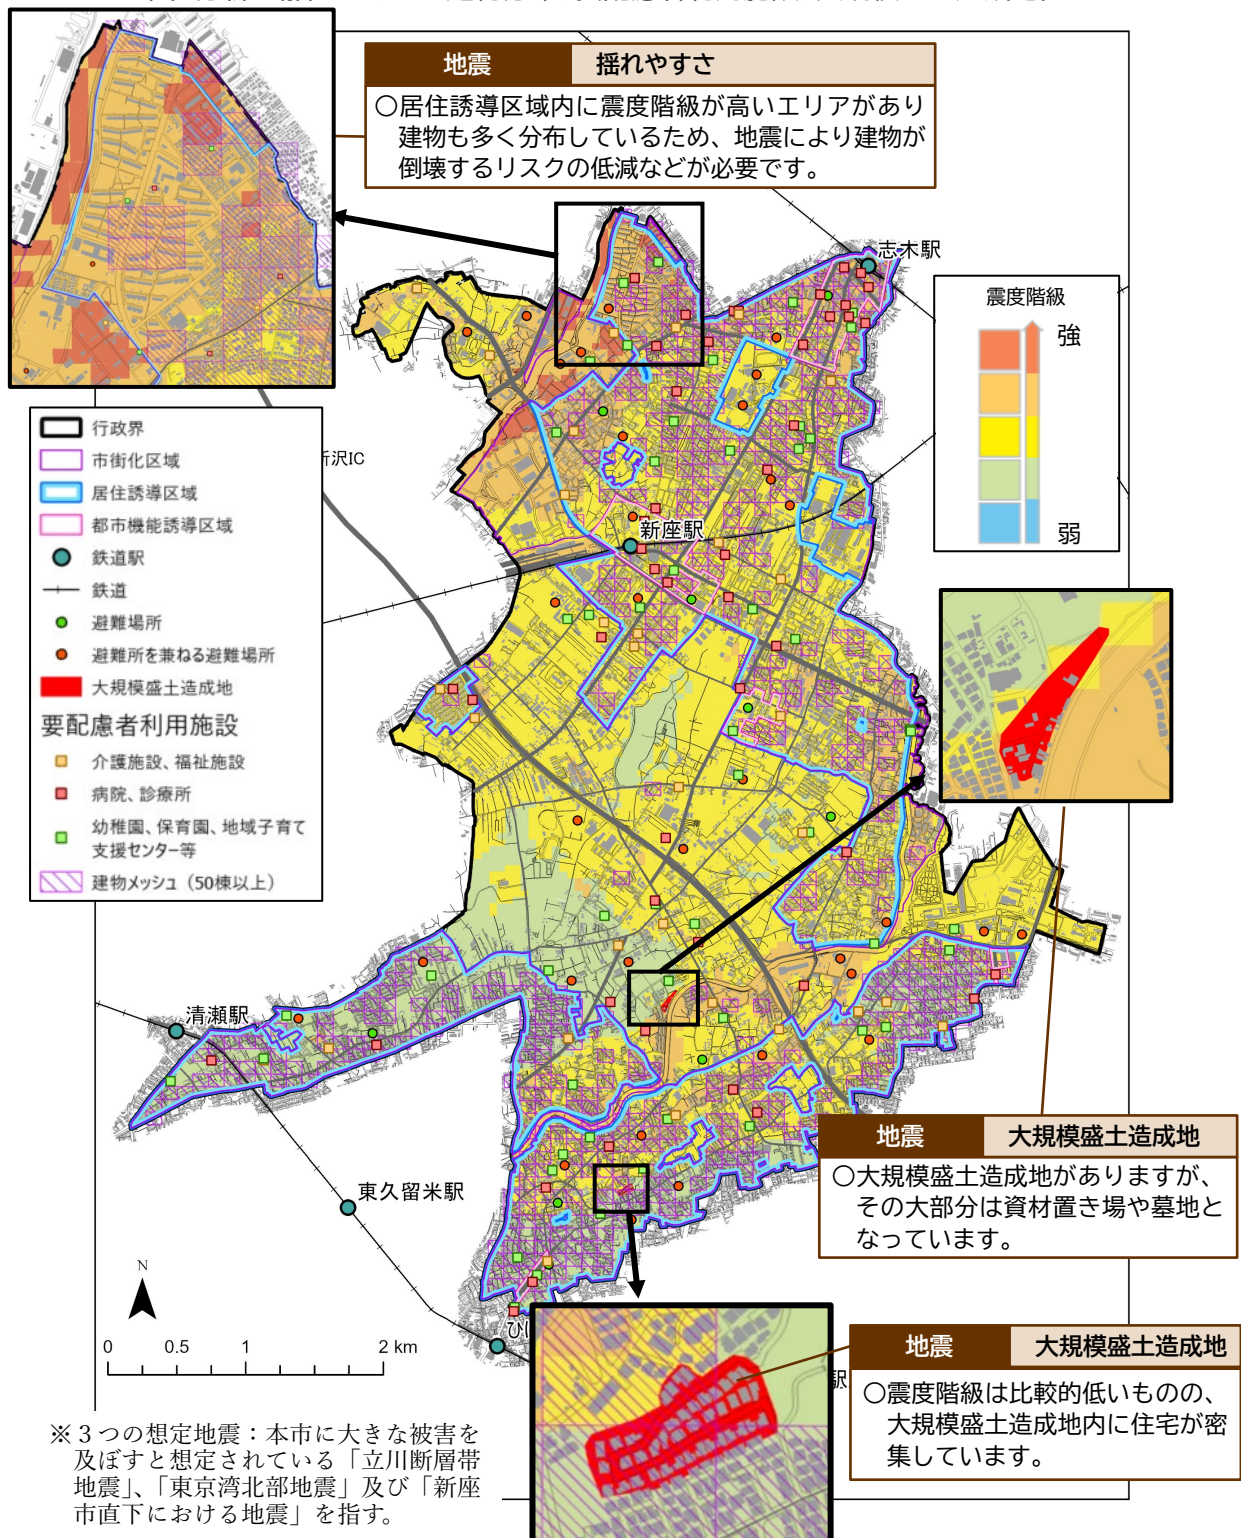 地震 揺れやすさ
○居住誘導区域内に震度階級が高いエリアがあり
建物も多く分布しているため、地震により建物が
倒壊するリスクの低減などが必要です。
志木駅
震度階級
強
弱
行政界
市街化区域
居住誘導区域
都市機能誘導区域
鉄道駅
鉄道
避難場所
避難所を兼ねる避難場所
大規模盛土造成地
要配慮者利用施設
介護施設、福祉施設
病院、診療所
幼稚園、保育園、地域子育て
支援センター等
建物メッシュ（50棟以上）
沢IC
新座駅
清瀬駅
東久留米駅
地震 大規模盛土造成地
○大規模盛土造成地がありますが、
その大部分は資材置き場や墓地と
なっています。
N
0 0.5 1 2 km
ひ
駅
地震 大規模盛土造成地
○震度階級は比較的低いものの、
大規模盛土造成地内に住宅が密
集しています。
※３つの想定地震：本市に大きな被害を
及ぼすと想定されている「立川断層帯
地震」、「東京湾北部地震」及び「新座
市直下における地震」を指す。